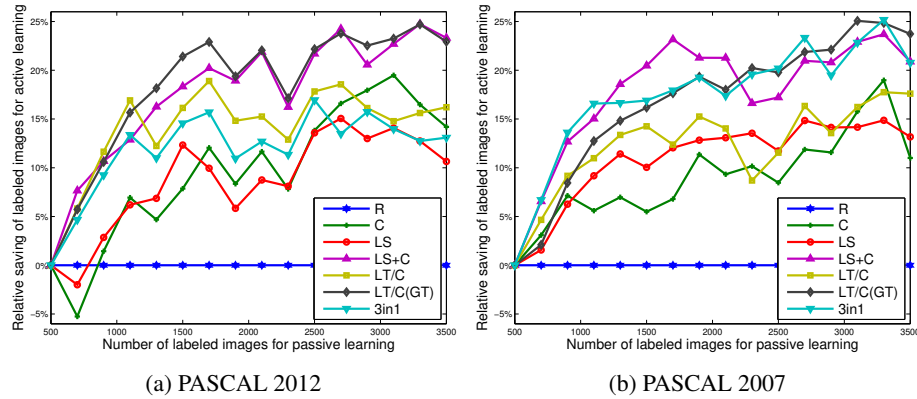 Relative saving of labeled images for active learning
25%
20%
15%
10%
5%
0%
−5%
500
1000
1500
2000
2500
3000
3500
Number of labeled images for passive learning
R
C
LS
LS+C
LT/C
LT/C(GT)
3in1
(a) PASCAL 2012
Relative saving of labeled images for active learning
25%
20%
15%
10%
5%
0%
−5%
500
1000
1500
2000
2500
3000
3500
Number of labeled images for passive learning
R
C
LS
LS+C
LT/C
LT/C(GT)
3in1
(b) PASCAL 2007